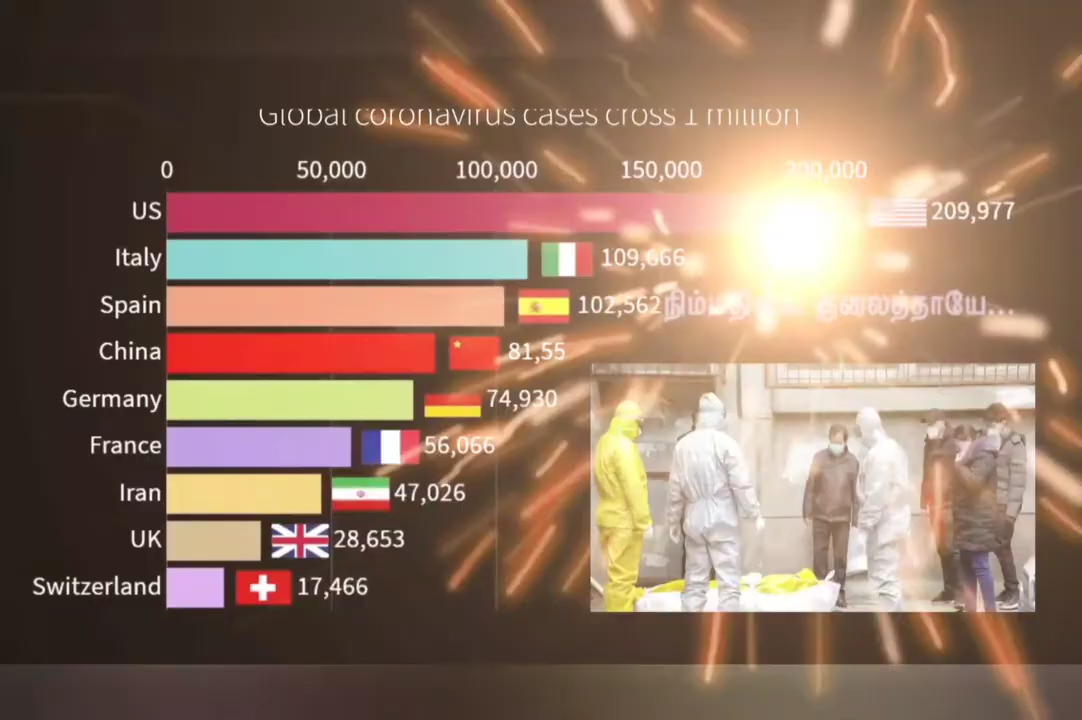 Global coronavirus cases cross 1 million
0 50,000 100,000 150,000 200,000
US 209,977
Italy 109,666
Spain 102,562
China 81,55
Germany 74,930
France 56,066
Iran 47,026
UK 28,653
Switzerland 17,466